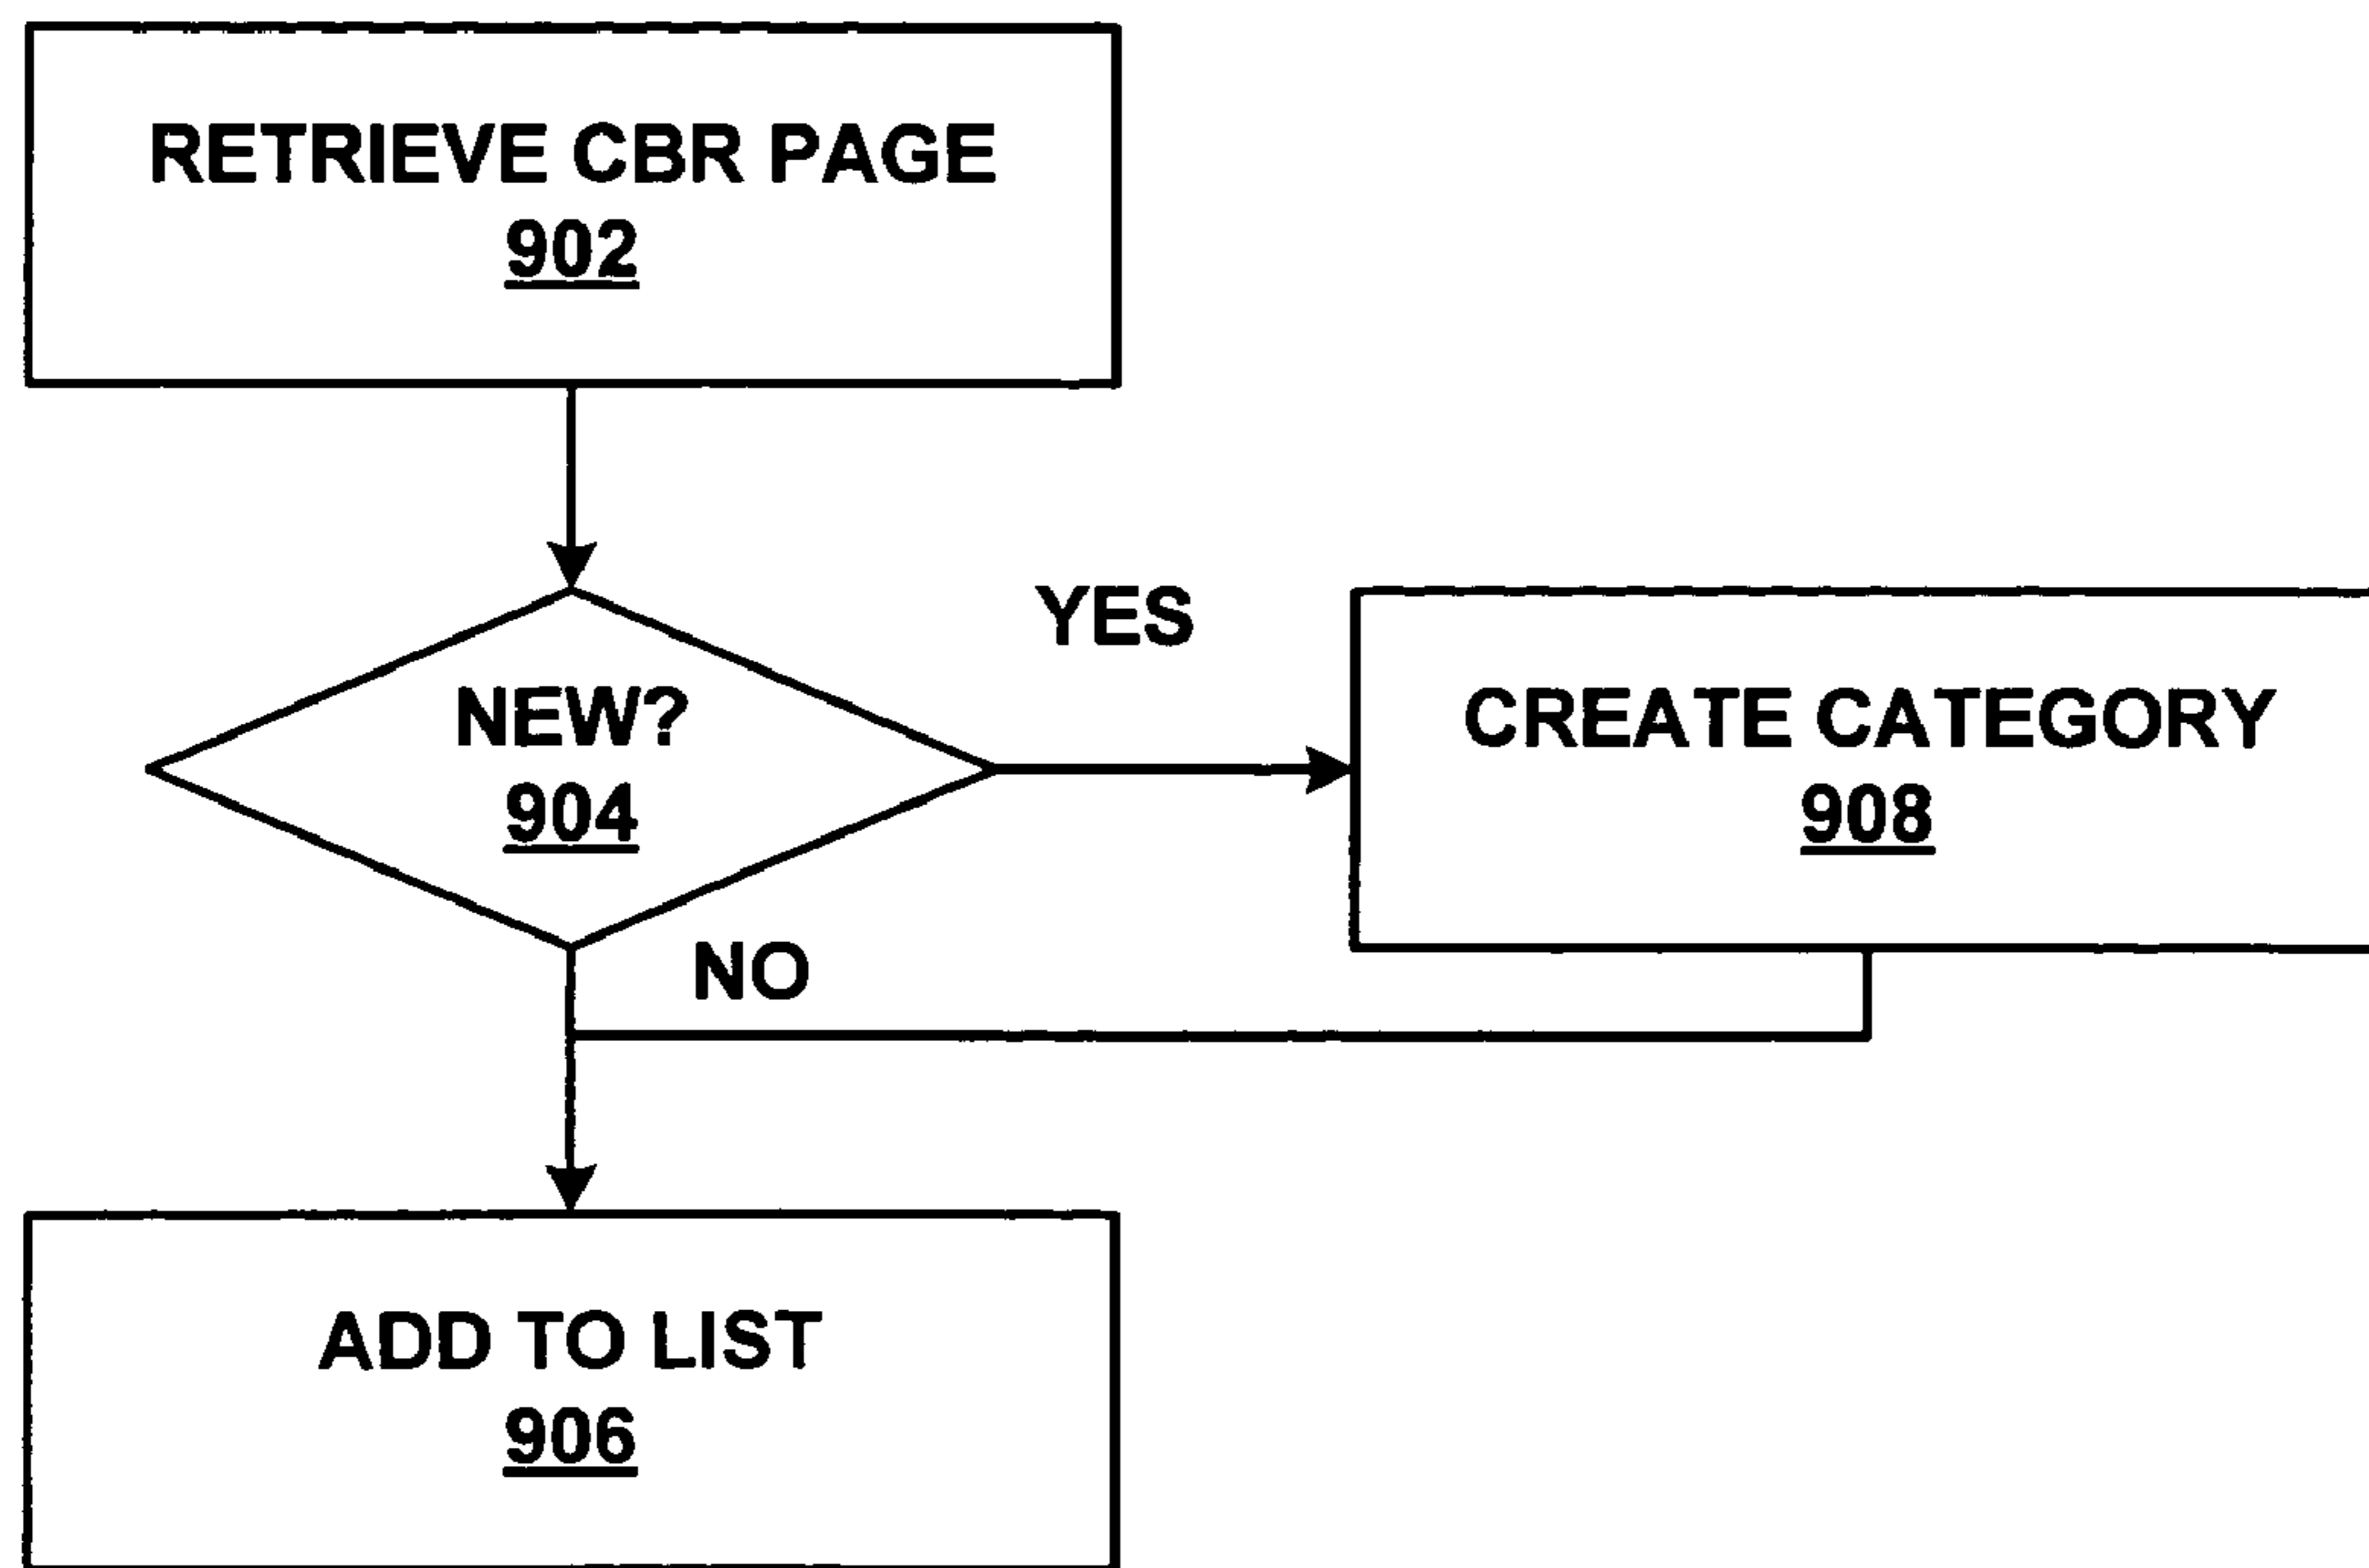 RETRIEVE CBR PAGE
902
YES
NEW?
904
CREATE CATEGORY
908
NO
ADD TO LIST
906